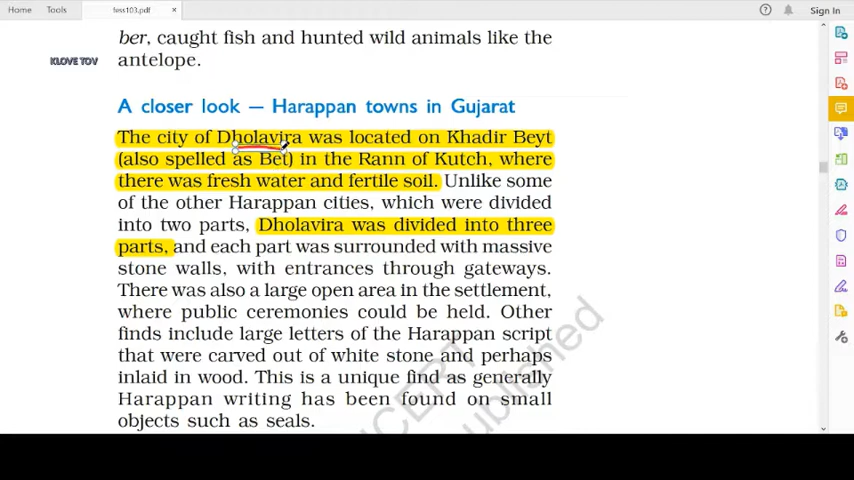 Home Tools fess103.pdf × Sign In
ber, caught fish and hunted wild animals like the
KLOVE TOV
antelope.
A closer look — Harappan towns in Gujarat
The city of Dholavira was located on Khadir Beyt
(also spelled as Bet) in the Rann of Kutch, where
there was fresh water and fertile soil. Unlike some
of the other Harappan cities, which were divided
into two parts, Dholavira was divided into three
parts, and each part was surrounded with massive
stone walls, with entrances through gateways.
There was also a large open area in the settlement,
where public ceremonies could be held. Other
finds include large letters of the Harappan script
that were carved out of white stone and perhaps
inlaid in wood. This is a unique find as generally
Harappan writing has been found on small
objects such as seals.